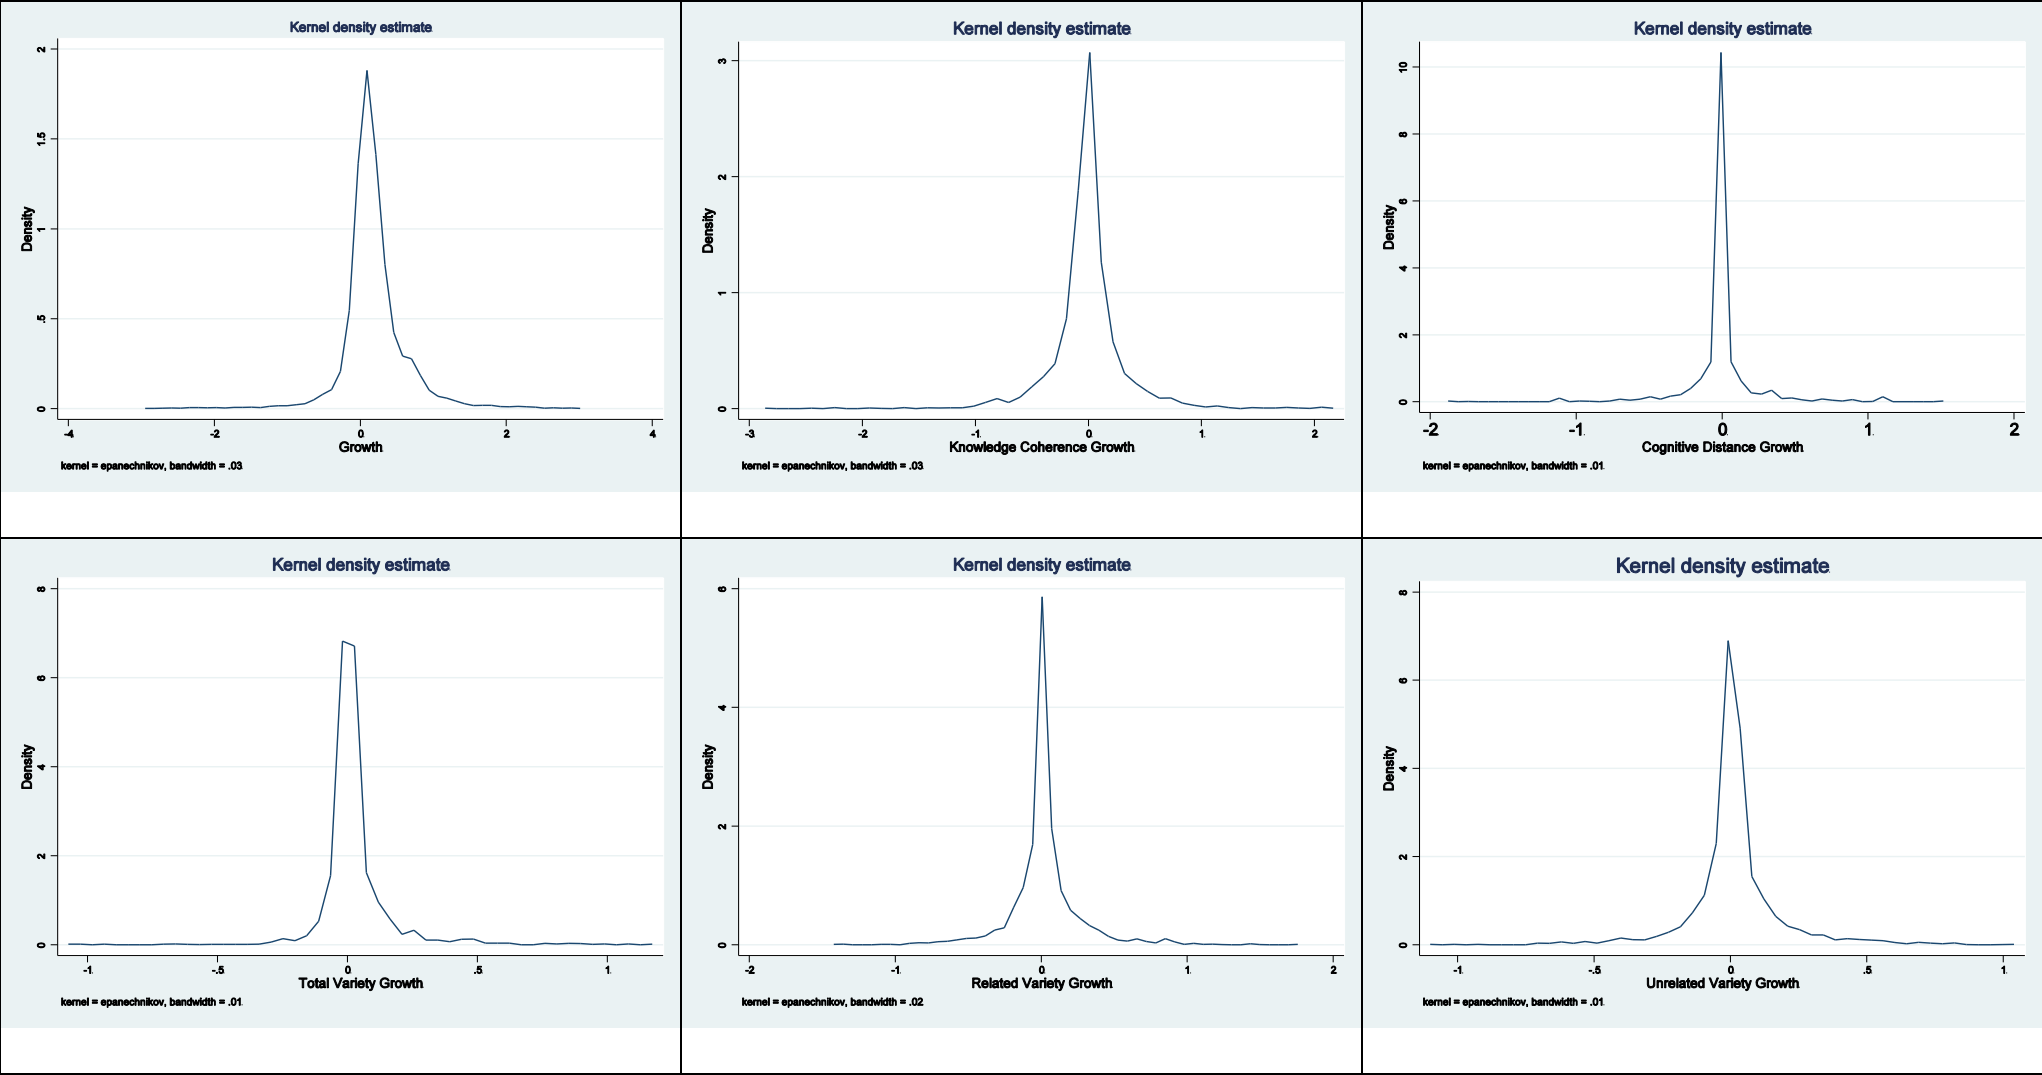 Kernel density estimate
2
1.5
1
.5
0
Density
-4 -2 0 2 4
Growth
kernel = epanechnikov, bandwidth = .03
Kernel density estimate
3
2
1
0
Density
-3 -2 -1 0 1 2
Knowledge Coherence Growth
kernel = epanechnikov, bandwidth = .03
Kernel density estimate
10
8
6
4
2
0
Density
-2 -1 0 1 2
Cognitive Distance Growth
kernel = epanechnikov, bandwidth = .01
Kernel density estimate
8
6
4
2
0
Density
-1 -.5 0 .5 1
Total Variety Growth
kernel = epanechnikov, bandwidth = .01
Kernel density estimate
6
4
2
0
Density
-2 -1 0 1 2
Related Variety Growth
kernel = epanechnikov, bandwidth = .02
Kernel density estimate
8
6
4
2
0
Density
-1 -.5 0 .5 1
Unrelated Variety Growth
kernel = epanechnikov, bandwidth = .01